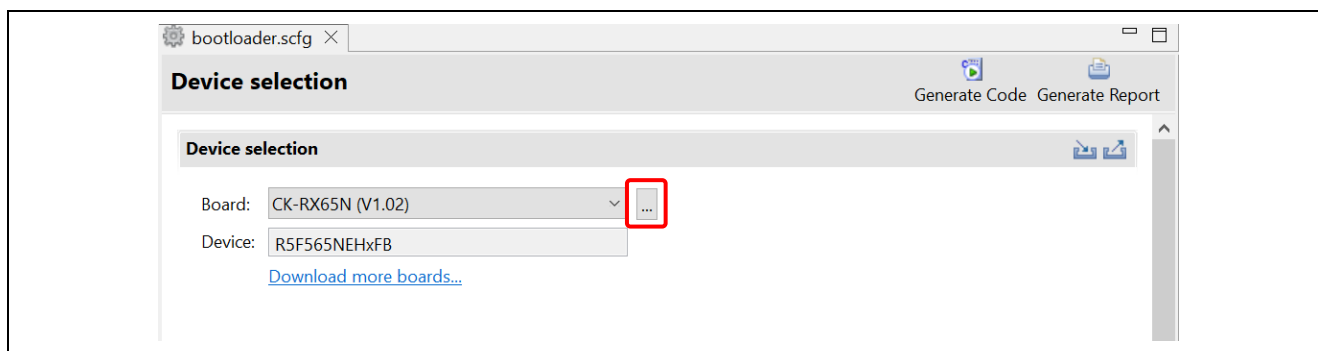 bootloader.scfg
Device selection
Generate Code Generate Report
Device selection
Board: CK-RX65N (V1.02) ...
Device: R5F565NEHxFB
Download more boards...